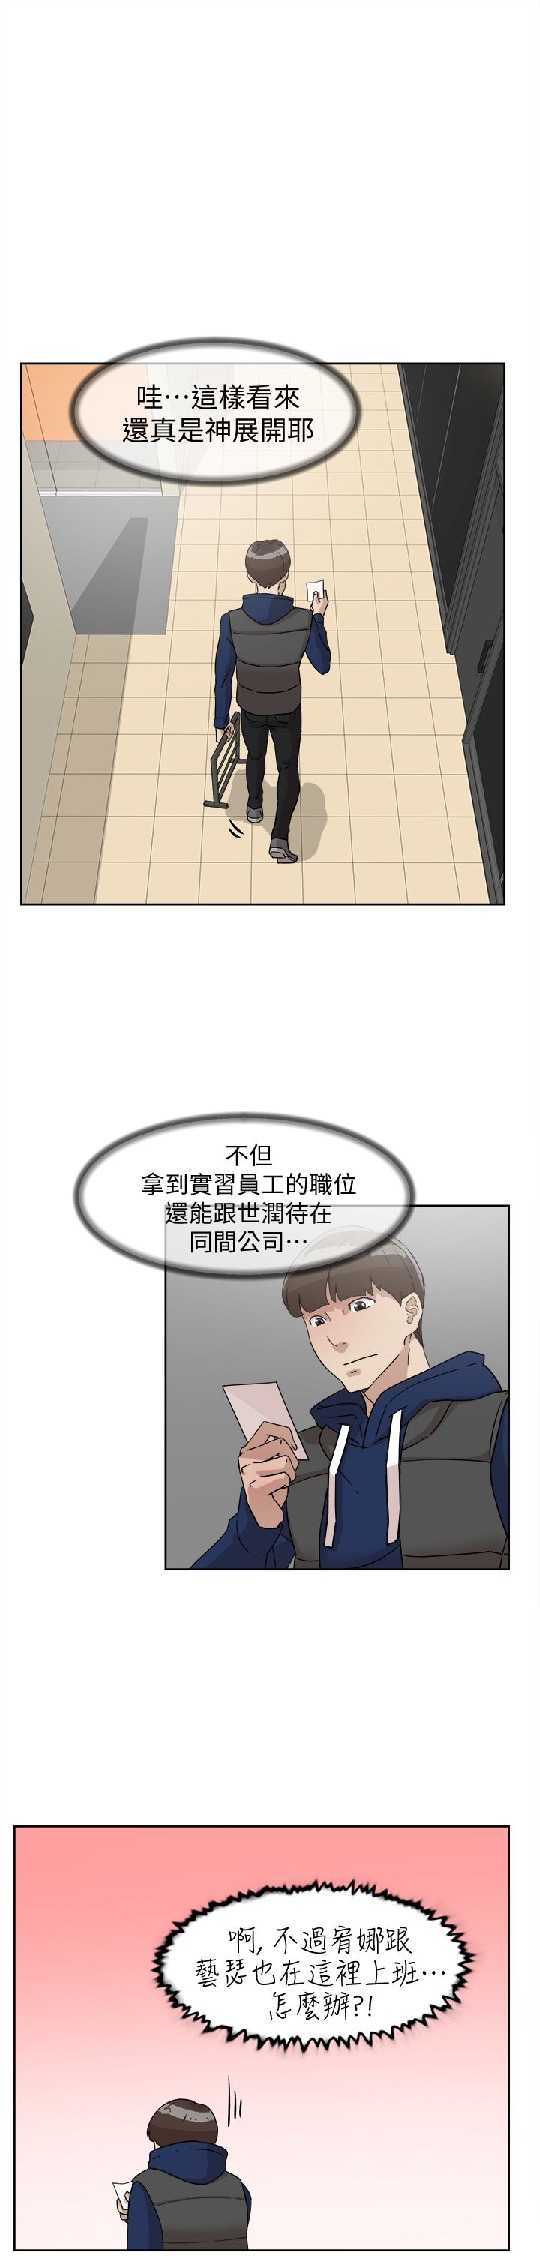 哇⋯這樣看來
還真是神展開耶
不但
拿到實習員工的職位
還能跟世潤待在
同間公司⋯
啊,不過宥娜跟
藝瑟也在這裡上班⋯
怎麼辦?!